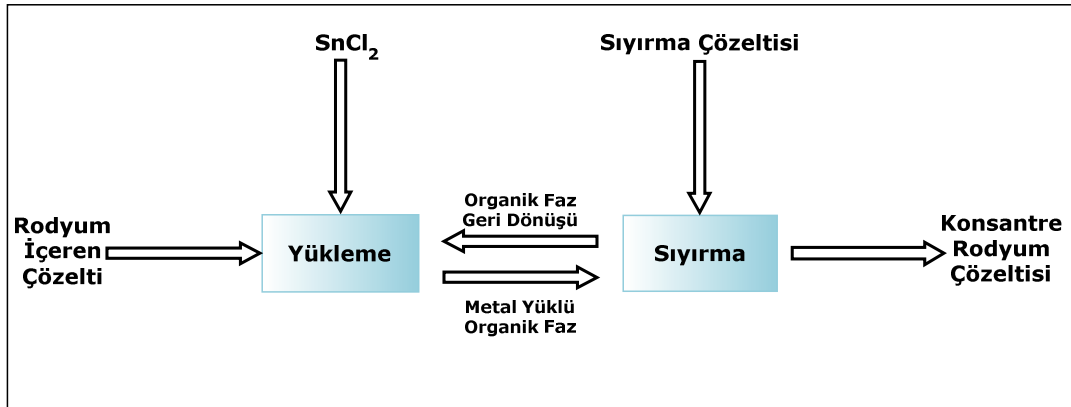 SnCl₂
Sıyırma Çözeltisi
Rodyum
İçeren
Çözelti
Yükleme
Organik Faz
Geri Dönüşü
Metal Yüklü
Organik Faz
Sıyırma
Konsantre
Rodyum
Çözeltisi